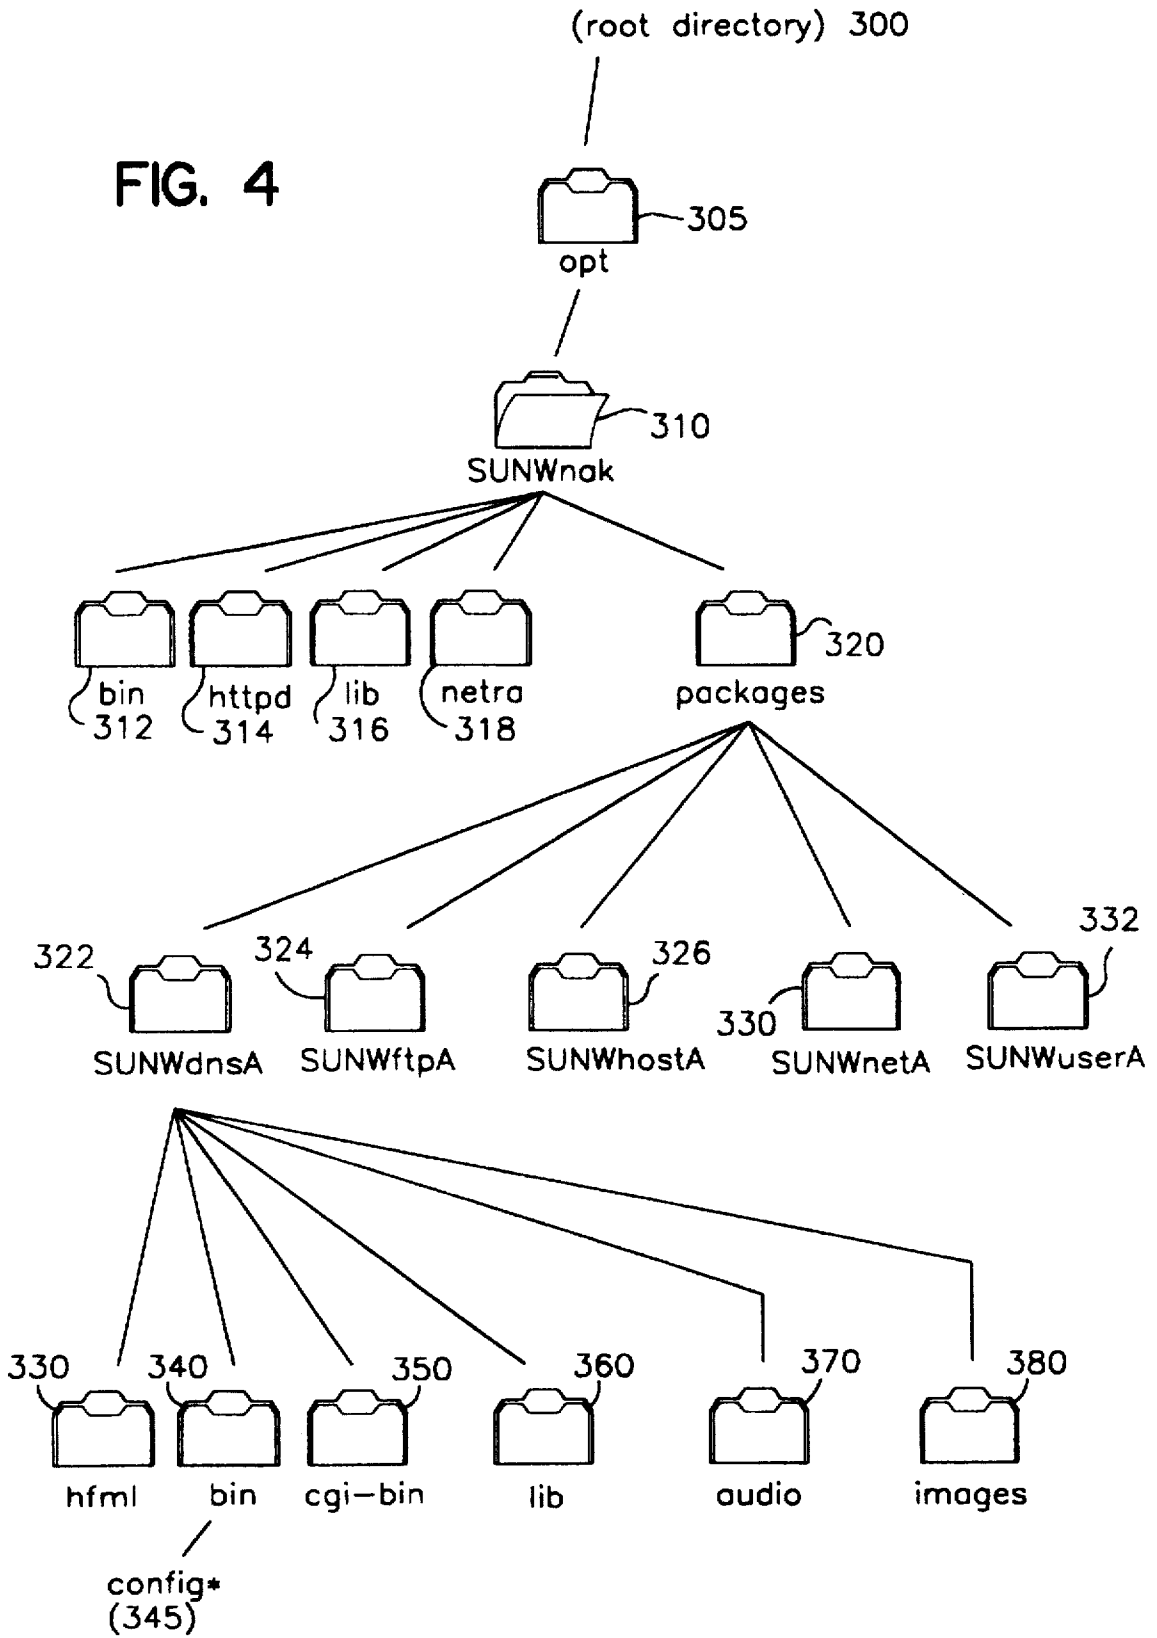 (root directory) 300
FIG. 4
305
opt
310
SUNWnak
320
bin httpd lib netra packages
312 314 316 318
332
322 324 326
330
SUNWdnsA SUNWftpA SUNWhostA SUNWnetA SUNWuserA
330 340 350 360 370 380
hfml bin cgi-bin lib audio images
config*
(345)